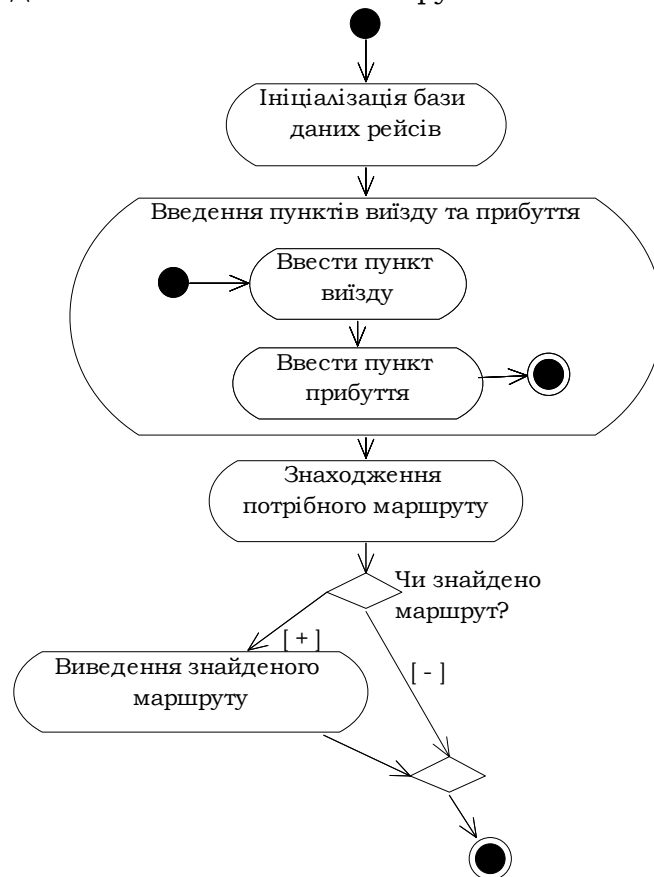 Ініціалізація бази
даних рейсів
Введення пунктів виїзду та прибуття
Ввести пункт
виїзду
Ввести пункт
прибуття
Знаходження
потрібного маршруту
Чи знайдено
маршрут?
[ + ]
[ - ]
Виведення знайденого
маршруту